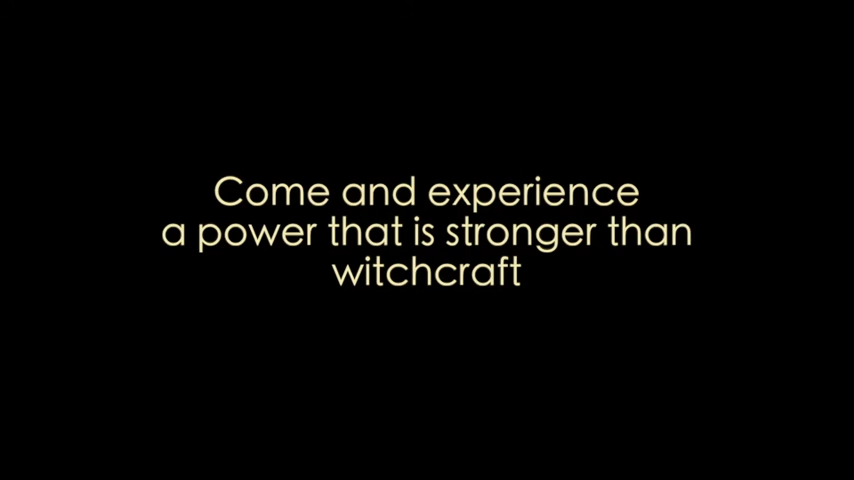 Come and experience
a power that is stronger than
witchcraft